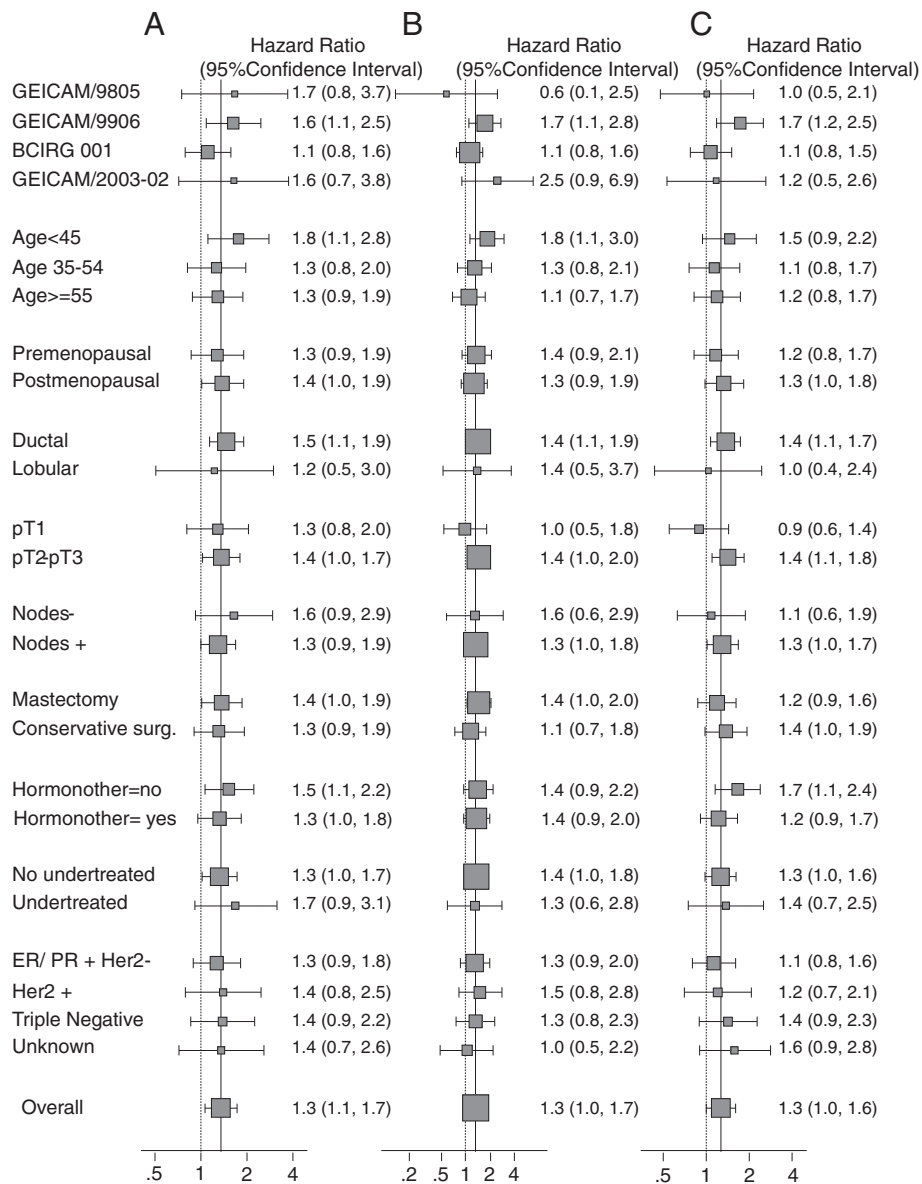 A B C
Hazard Ratio Hazard Ratio Hazard Ratio
(95%Confidence Interval) (95%Confidence Interval) (95%Confidence Interval)
GEICAM/9805 1.7 (0.8, 3.7) 0.6 (0.1, 2.5) 1.0 (0.5, 2.1)
GEICAM/9906 1.6 (1.1, 2.5) 1.7 (1.1, 2.8) 1.7 (1.2, 2.5)
BCIRG 001 1.1 (0.8, 1.6) 1.1 (0.8, 1.6) 1.1 (0.8, 1.5)
GEICAM/2003-02 1.6 (0.7, 3.8) 2.5 (0.9, 6.9) 1.2 (0.5, 2.6)
Age<45 1.8 (1.1, 2.8) 1.8 (1.1, 3.0) 1.5 (0.9, 2.2)
Age 35-54 1.3 (0.8, 2.0) 1.3 (0.8, 2.1) 1.1 (0.8, 1.7)
Age>=55 1.3 (0.9, 1.9) 1.1 (0.7, 1.7) 1.2 (0.8, 1.7)
Premenopausal 1.3 (0.9, 1.9) 1.4 (0.9, 2.1) 1.2 (0.8, 1.7)
Postmenopausal 1.4 (1.0, 1.9) 1.3 (0.9, 1.9) 1.3 (1.0, 1.8)
Ductal 1.5 (1.1, 1.9) 1.4 (1.1, 1.9) 1.4 (1.1, 1.7)
Lobular 1.2 (0.5, 3.0) 1.4 (0.5, 3.7) 1.0 (0.4, 2.4)
pT1 1.3 (0.8, 2.0) 1.0 (0.5, 1.8) 0.9 (0.6, 1.4)
pT2-pT3 1.4 (1.0, 1.7) 1.4 (1.0, 2.0) 1.4 (1.1, 1.8)
Nodes- 1.6 (0.9, 2.9) 1.6 (0.6, 2.9) 1.1 (0.6, 1.9)
Nodes + 1.3 (0.9, 1.9) 1.3 (1.0, 1.8) 1.3 (1.0, 1.7)
Mastectomy 1.4 (1.0, 1.9) 1.4 (1.0, 2.0) 1.2 (0.9, 1.6)
Conservative surg. 1.3 (0.9, 1.9) 1.1 (0.7, 1.8) 1.4 (1.0, 1.9)
Hormonother=no 1.5 (1.1, 2.2) 1.4 (0.9, 2.2) 1.7 (1.1, 2.4)
Hormonother= yes 1.3 (1.0, 1.8) 1.4 (0.9, 2.0) 1.2 (0.9, 1.7)
No undertreated 1.3 (1.0, 1.7) 1.4 (1.0, 1.8) 1.3 (1.0, 1.6)
Undertreated 1.7 (0.9, 3.1) 1.3 (0.6, 2.8) 1.4 (0.7, 2.5)
ER/ PR + Her2- 1.3 (0.9, 1.8) 1.3 (0.9, 2.0) 1.1 (0.8, 1.6)
Her2 + 1.4 (0.8, 2.5) 1.5 (0.8, 2.8) 1.2 (0.7, 2.1)
Triple Negative 1.4 (0.9, 2.2) 1.3 (0.8, 2.3) 1.4 (0.9, 2.3)
Unknown 1.4 (0.7, 2.6) 1.0 (0.5, 2.2) 1.6 (0.9, 2.8)
Overall 1.3 (1.1, 1.7) 1.3 (1.0, 1.7) 1.3 (1.0, 1.6)
.5 1 2 4 .2 .5 1 2 4 .5 1 2 4